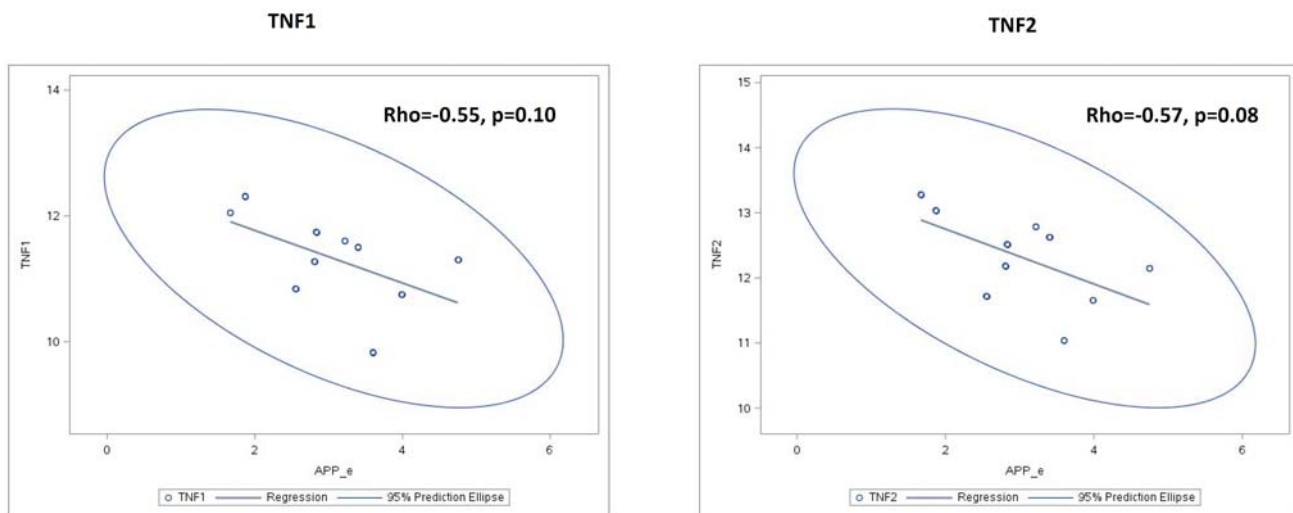 TNF1
TNF2
14
12
10
TNF1
Rho=-0.55, p=0.10
0
2
4
6
APP_e
TNF1
Regression
95% Prediction Ellipse
15
14
13
12
11
10
TNF2
Rho=-0.57, p=0.08
0
2
4
6
APP_e
TNF2
Regression
95% Prediction Ellipse